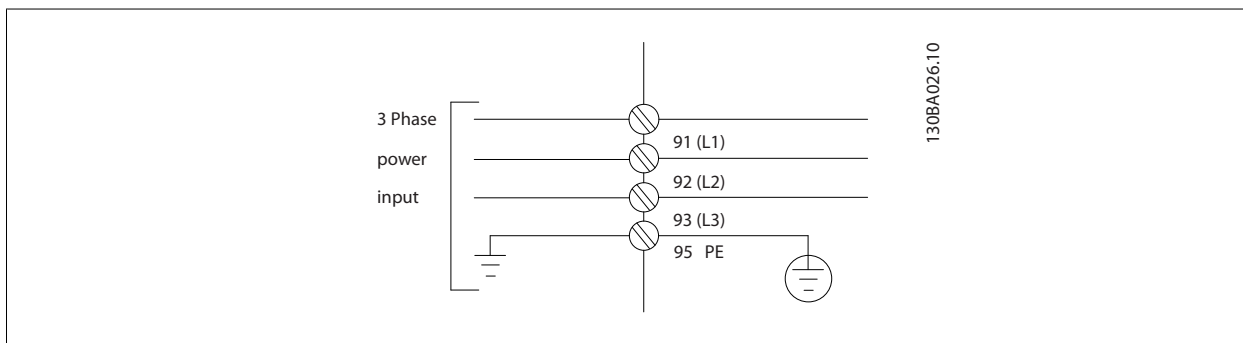 3 Phase
91 (L1)
power
92 (L2)
input
93 (L3)
95 PE
130BA026.10